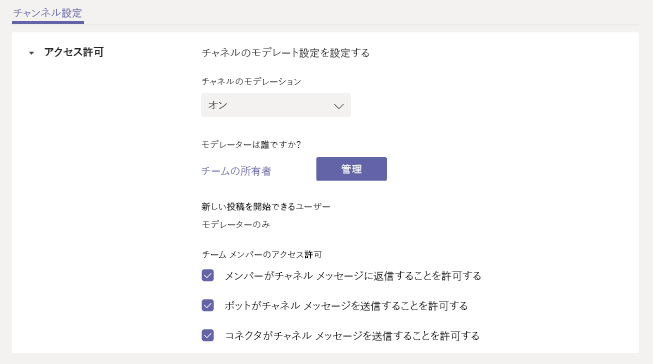 チャンネル設定
アクセス許可
チャネルのモデレート設定を設定する
チャネルのモデレーション
オン
モデレーターは誰ですか?
チームの所有者
管理
新しい投稿を開始できるユーザー
モデレーターのみ
チーム メンバーのアクセス許可
メンバーがチャネル メッセージに返信することを許可する
ボットがチャネル メッセージを送信することを許可する
コネクタがチャネル メッセージを送信することを許可する